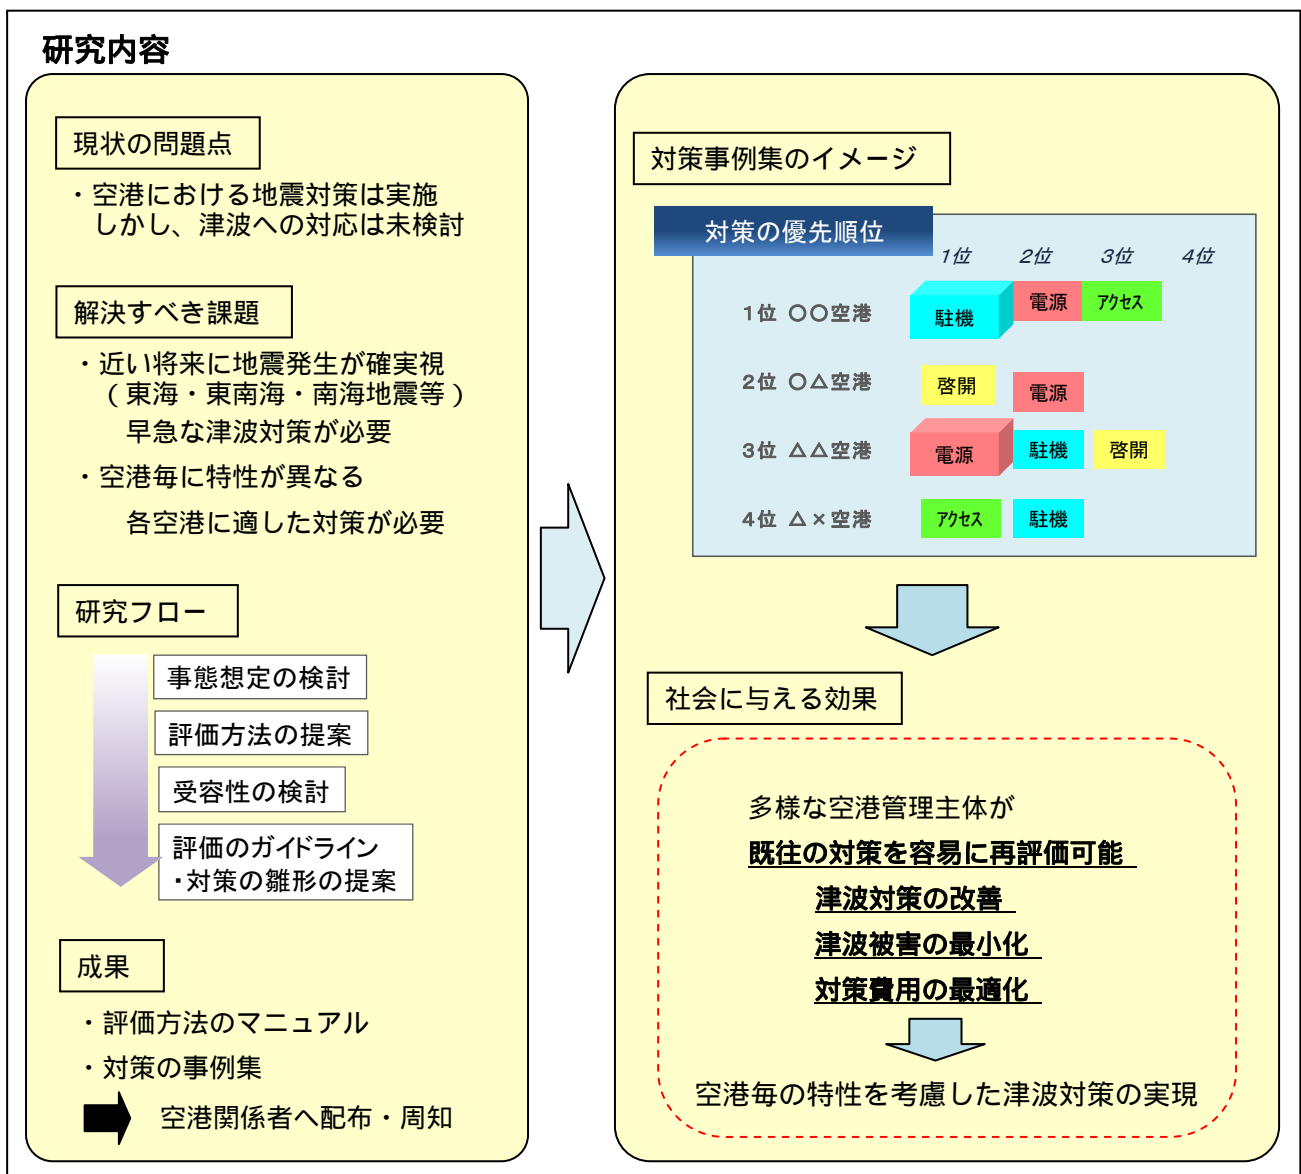 研究内容
現状の問題点
・空港における地震対策は実施
しかし、津波への対応は未検討
解決すべき課題
・近い将来に地震発生が確実視
（東海・東南海・南海地震等）
早急な津波対策が必要
・空港毎に特性が異なる
各空港に適した対策が必要
研究フロー
事態想定の検討
評価方法の提案
受容性の検討
評価のガイドライン
・対策の雛形の提案
成果
・評価方法のマニュアル
・対策の事例集
空港関係者へ配布・周知
対策事例集のイメージ
対策の優先順位
1位 2位 3位 4位
1位 〇〇空港 駐機 電源 アクセス
2位 〇△空港 啓開 電源
3位 △△空港 電源 駐機 啓開
4位 △×空港 アクセス 駐機
社会に与える効果
多様な空港管理主体が
既往の対策を容易に再評価可能
津波対策の改善
津波被害の最小化
対策費用の最適化
空港毎の特性を考慮した津波対策の実現